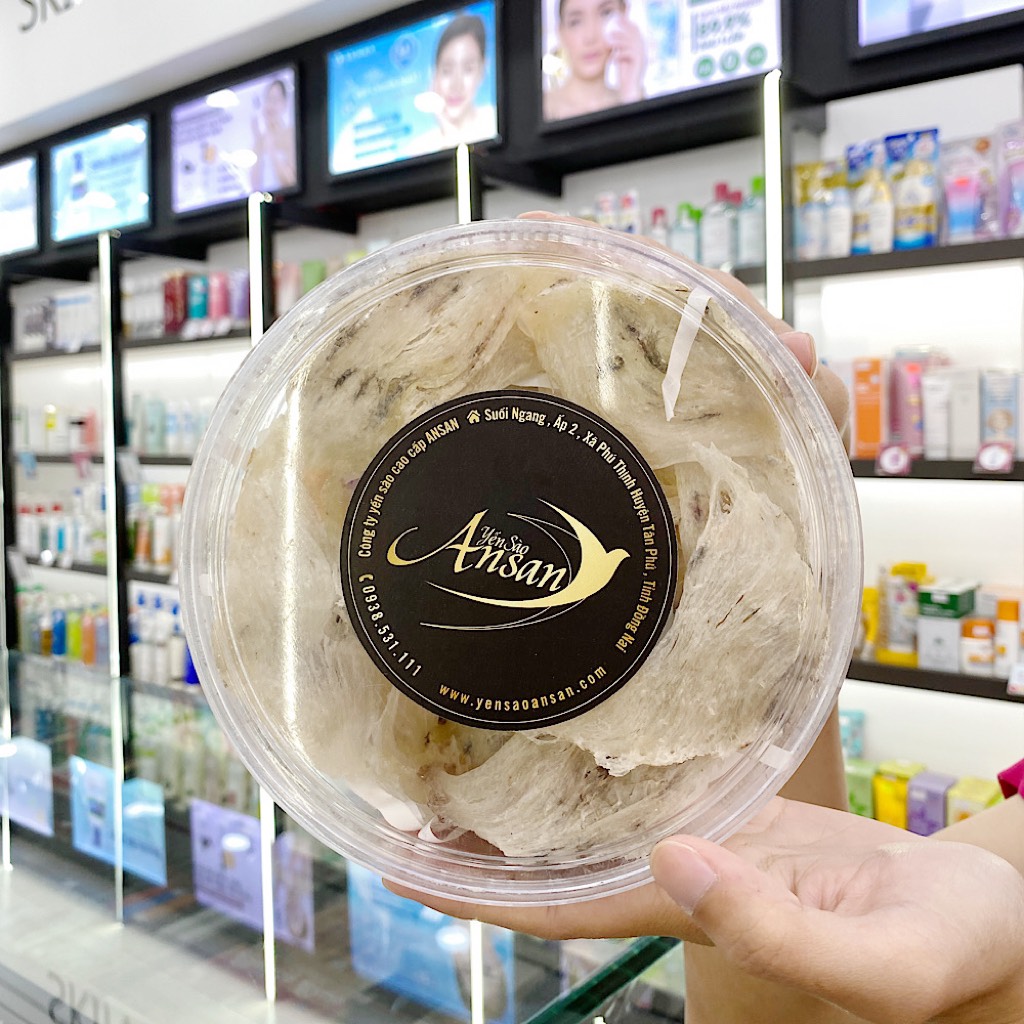 Công ty yến sào cao cấp ANSAN
Suối Ngang , Ấp 2 , Xã Phú Thịnh Huyện Tân Phú , Tỉnh Đồng Nai
Yến Sào
Ansan
0938.531.111
www.yensaoansan.com